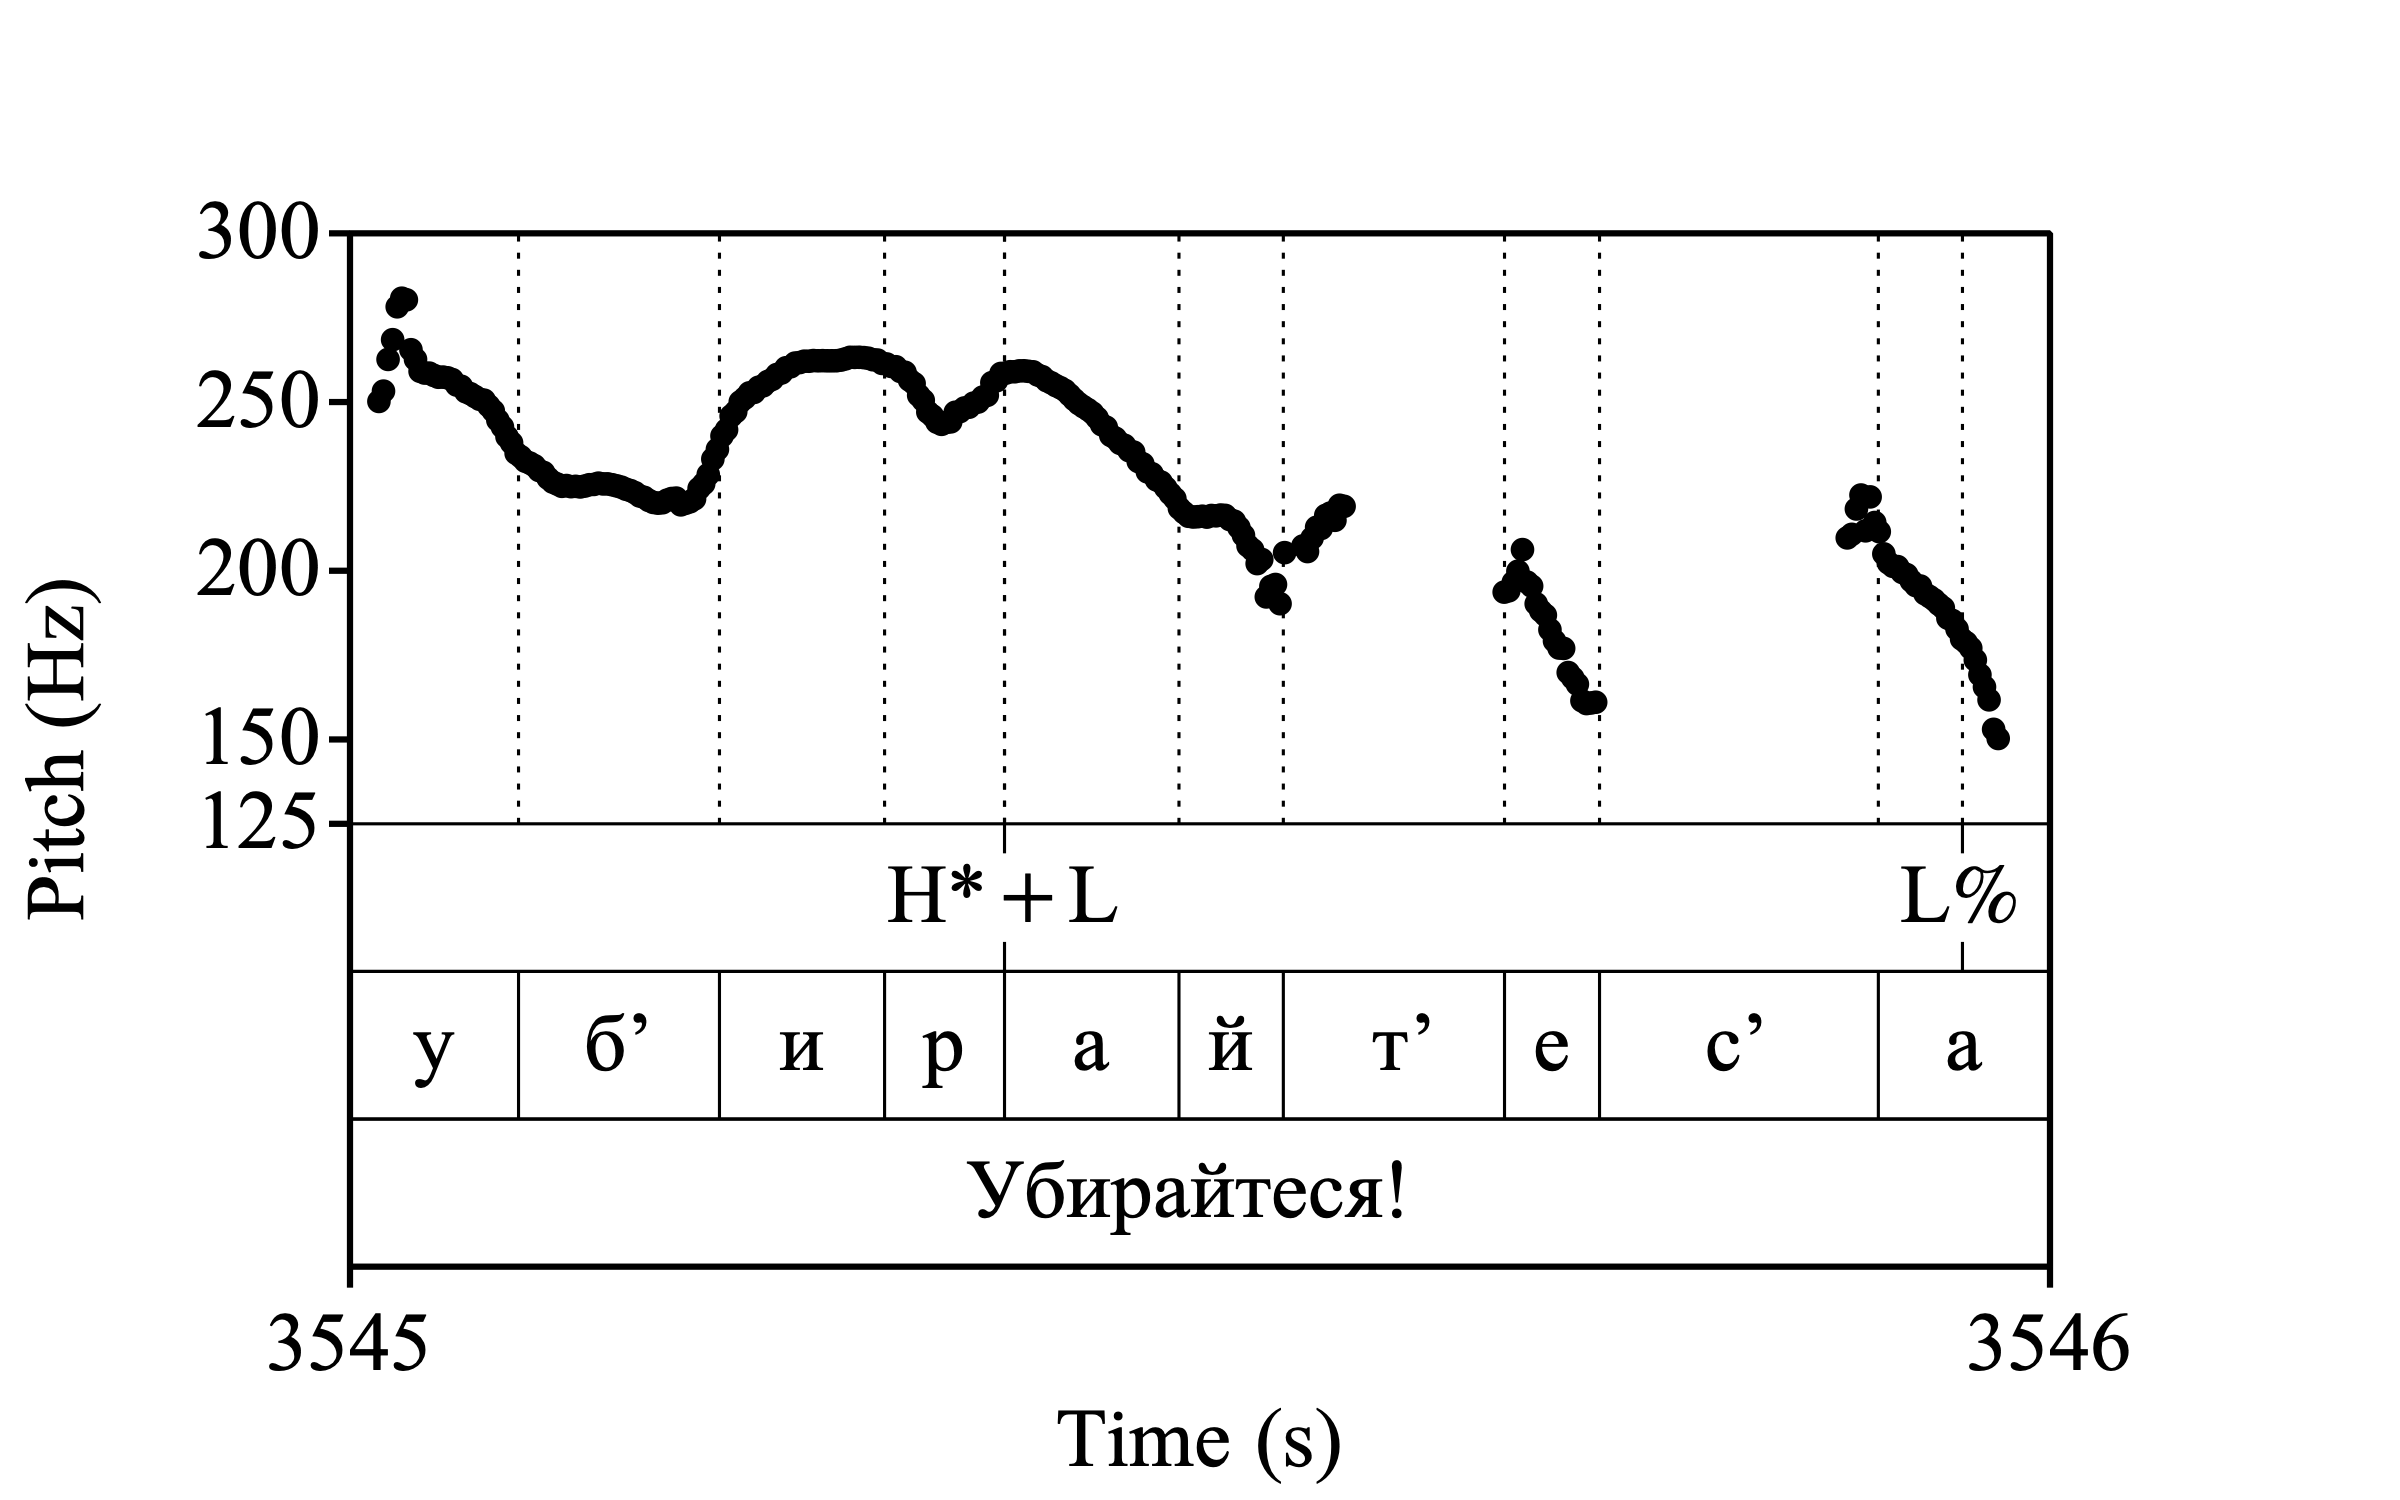 300
250
200
150
125
Pitch (Hz)
H* + L L%
у б’ и р а й т’ е с’ а
Убирайтеся!
3545 3546
Time (s)